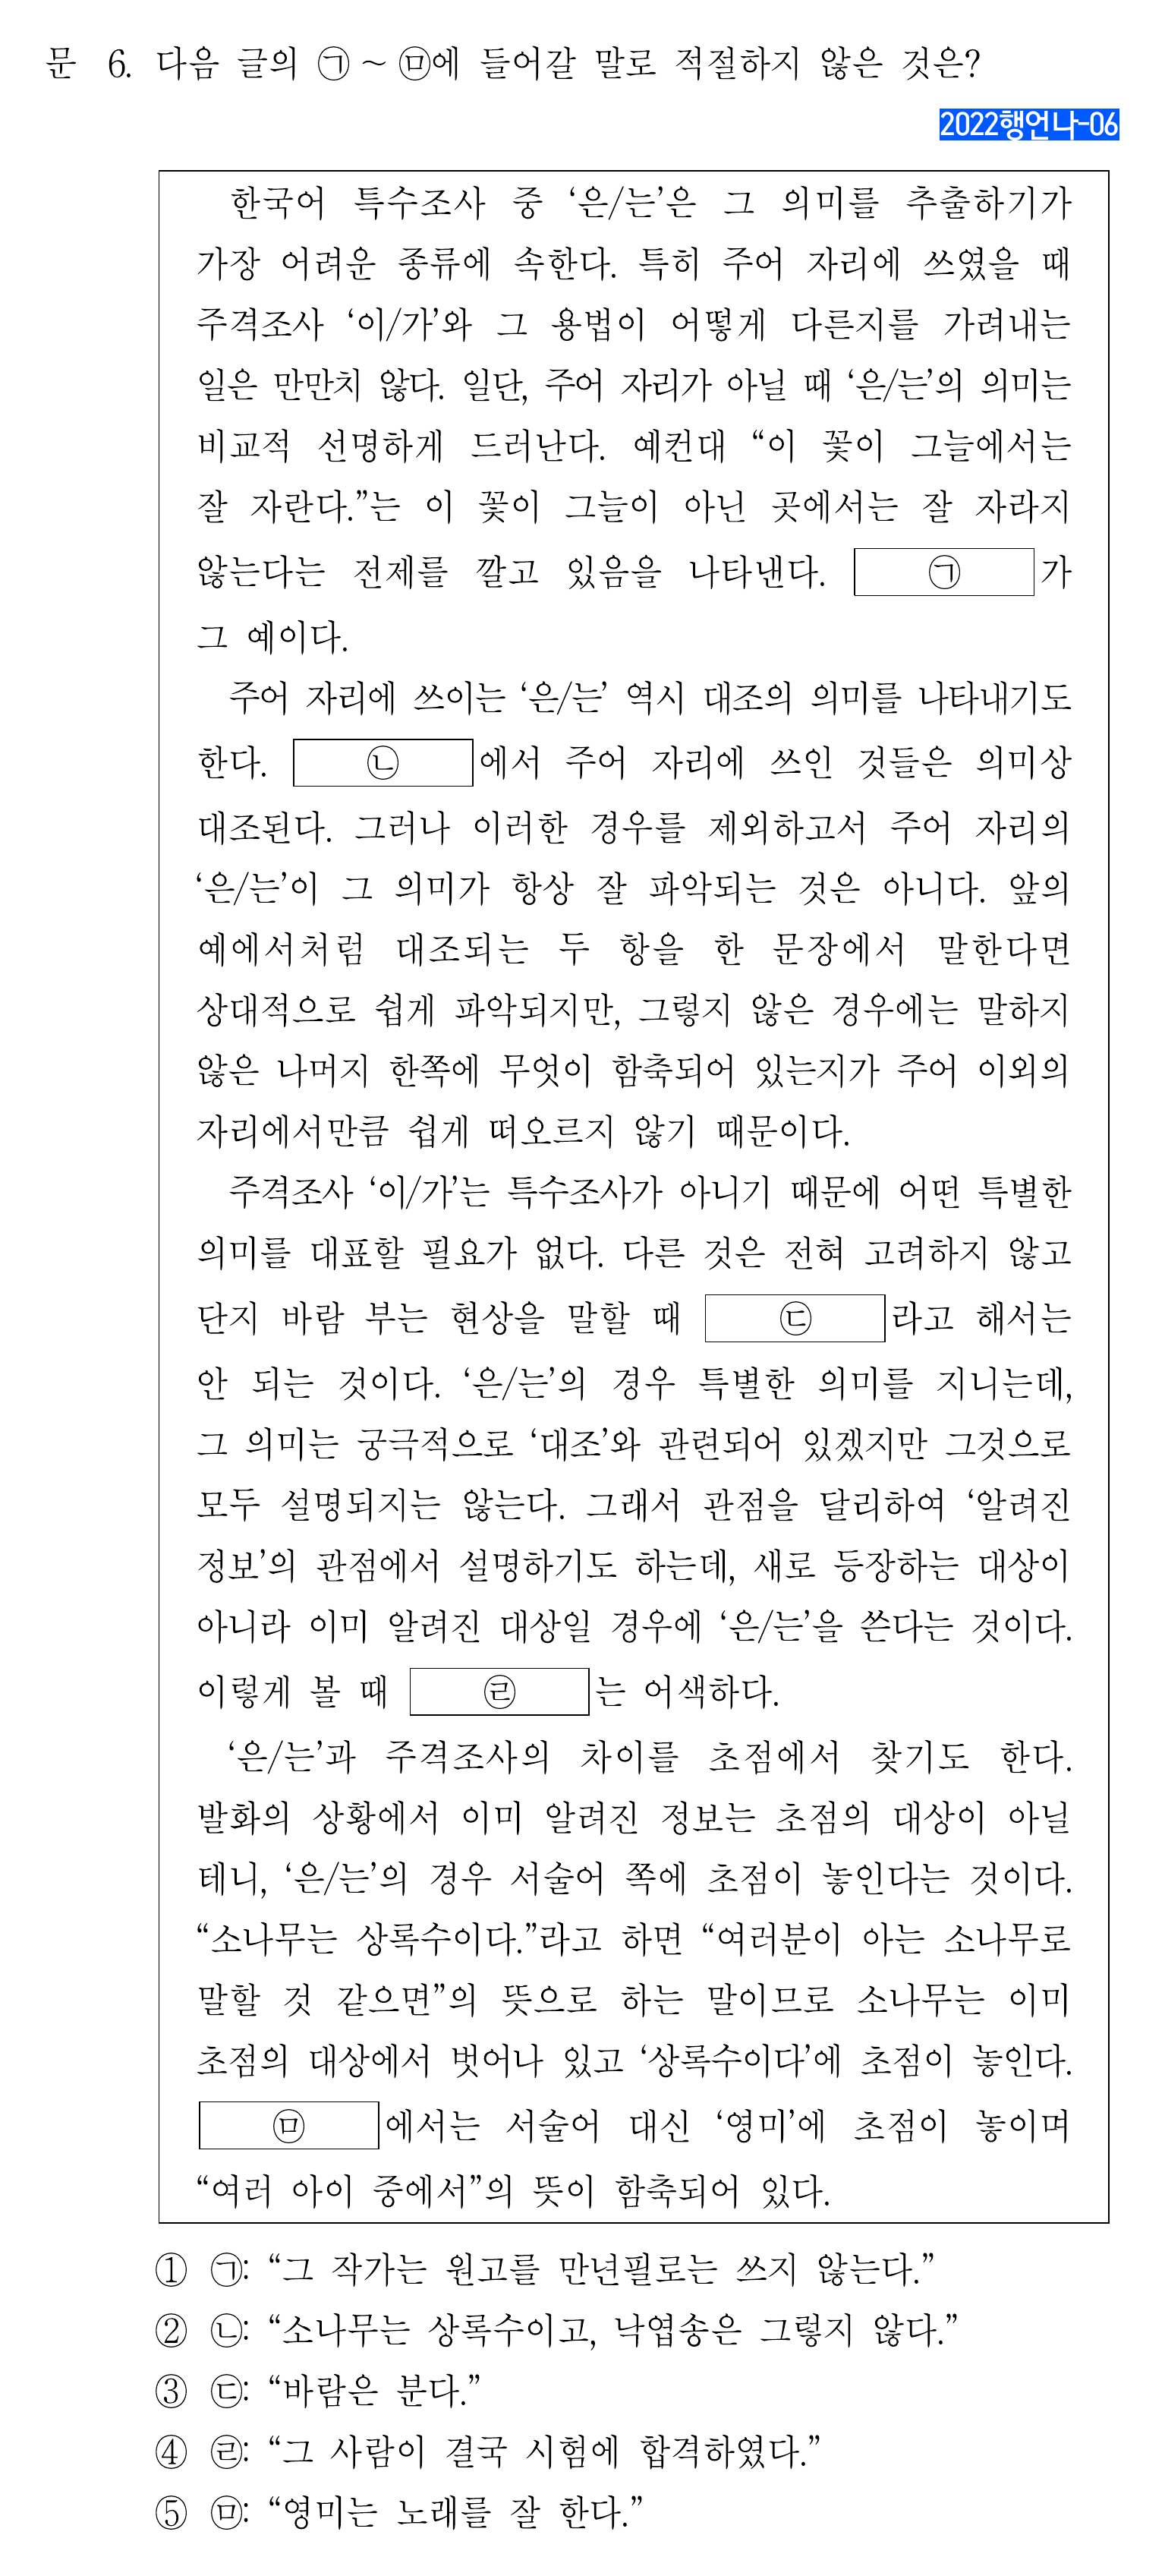 문 6. 다음 글의 ㉠～㉤에 들어갈 말로 적절하지 않은 것은?
2022행언나-06
한국어 특수조사 중 ‘은/는’은 그 의미를 추출하기가
가장 어려운 종류에 속한다. 특히 주어 자리에 쓰였을 때
주격조사 ‘이/가’와 그 용법이 어떻게 다른지를 가려내는
일은 만만치 않다. 일단, 주어 자리가 아닐 때 ‘은/는’의 의미는
비교적 선명하게 드러난다. 예컨대 “이 꽃이 그늘에서는
잘 자란다.”는 이 꽃이 그늘이 아닌 곳에서는 잘 자라지
않는다는 전제를 깔고 있음을 나타낸다. ㉠ 가
그 예이다.
주어 자리에 쓰이는 ‘은/는’ 역시 대조의 의미를 나타내기도
한다. ㉡ 에서 주어 자리에 쓰인 것들은 의미상
대조된다. 그러나 이러한 경우를 제외하고서 주어 자리의
‘은/는’이 그 의미가 항상 잘 파악되는 것은 아니다. 앞의
예에서처럼 대조되는 두 항을 한 문장에서 말한다면
상대적으로 쉽게 파악되지만, 그렇지 않은 경우에는 말하지
않은 나머지 한쪽에 무엇이 함축되어 있는지가 주어 이외의
자리에서만큼 쉽게 떠오르지 않기 때문이다.
주격조사 ‘이/가’는 특수조사가 아니기 때문에 어떤 특별한
의미를 대표할 필요가 없다. 다른 것은 전혀 고려하지 않고
단지 바람 부는 현상을 말할 때 ㉢ 라고 해서는
안 되는 것이다. ‘은/는’의 경우 특별한 의미를 지니는데,
그 의미는 궁극적으로 ‘대조’와 관련되어 있겠지만 그것으로
모두 설명되지는 않는다. 그래서 관점을 달리하여 ‘알려진
정보’의 관점에서 설명하기도 하는데, 새로 등장하는 대상이
아니라 이미 알려진 대상일 경우에 ‘은/는’을 쓴다는 것이다.
이렇게 볼 때 ㉣ 는 어색하다.
‘은/는’과 주격조사의 차이를 초점에서 찾기도 한다.
발화의 상황에서 이미 알려진 정보는 초점의 대상이 아닐
테니, ‘은/는’의 경우 서술어 쪽에 초점이 놓인다는 것이다.
“소나무는 상록수이다.”라고 하면 “여러분이 아는 소나무로
말할 것 같으면”의 뜻으로 하는 말이므로 소나무는 이미
초점의 대상에서 벗어나 있고 ‘상록수이다’에 초점이 놓인다.
㉤ 에서는 서술어 대신 ‘영미’에 초점이 놓이며
“여러 아이 중에서”의 뜻이 함축되어 있다.
① ㉠: “그 작가는 원고를 만년필로는 쓰지 않는다.”
② ㉡: “소나무는 상록수이고, 낙엽송은 그렇지 않다.”
③ ㉢: “바람은 분다.”
④ ㉣: “그 사람이 결국 시험에 합격하였다.”
⑤ ㉤: “영미는 노래를 잘 한다.”